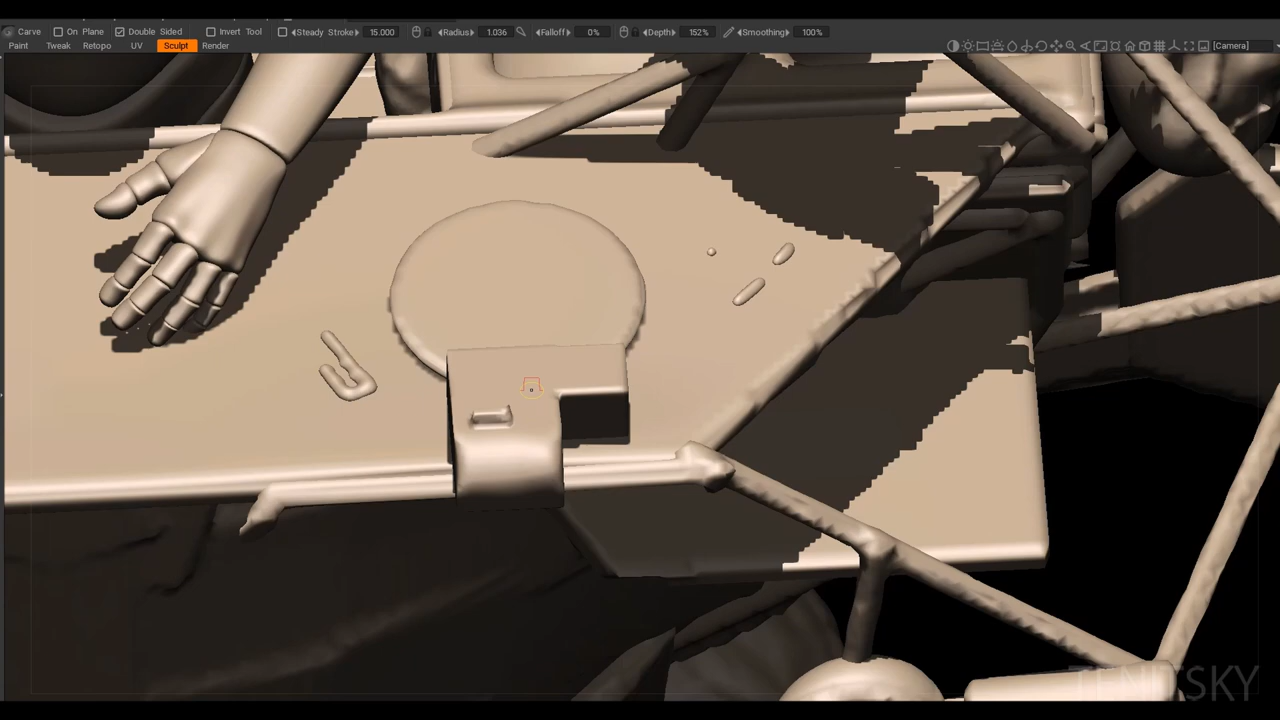 Carve On Plane Double Sided Invert Tool Steady Stroke 15.000 Radius 1.036 Falloff 0% Depth 152% Smoothing 100%
Paint Tweak Retopo UV Sculpt Render [Camera]
TENITSKY